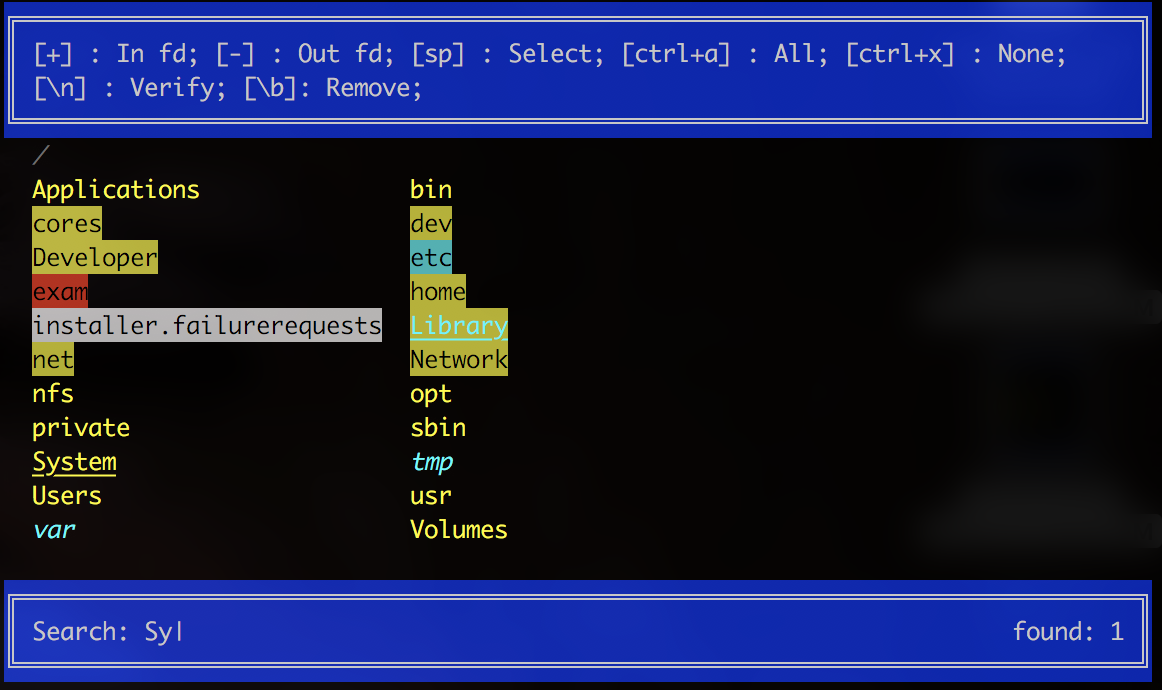 [+] : In fd; [-] : Out fd; [sp] : Select; [ctrl+a] : All; [ctrl+x] : None;
[\n] : Verify; [\b]: Remove;
/
Applications bin
cores dev
Developer etc
exam home
installer.failurerequests Library
net Network
nfs opt
private sbin
System tmp
Users usr
var Volumes
Search: Sy| found: 1